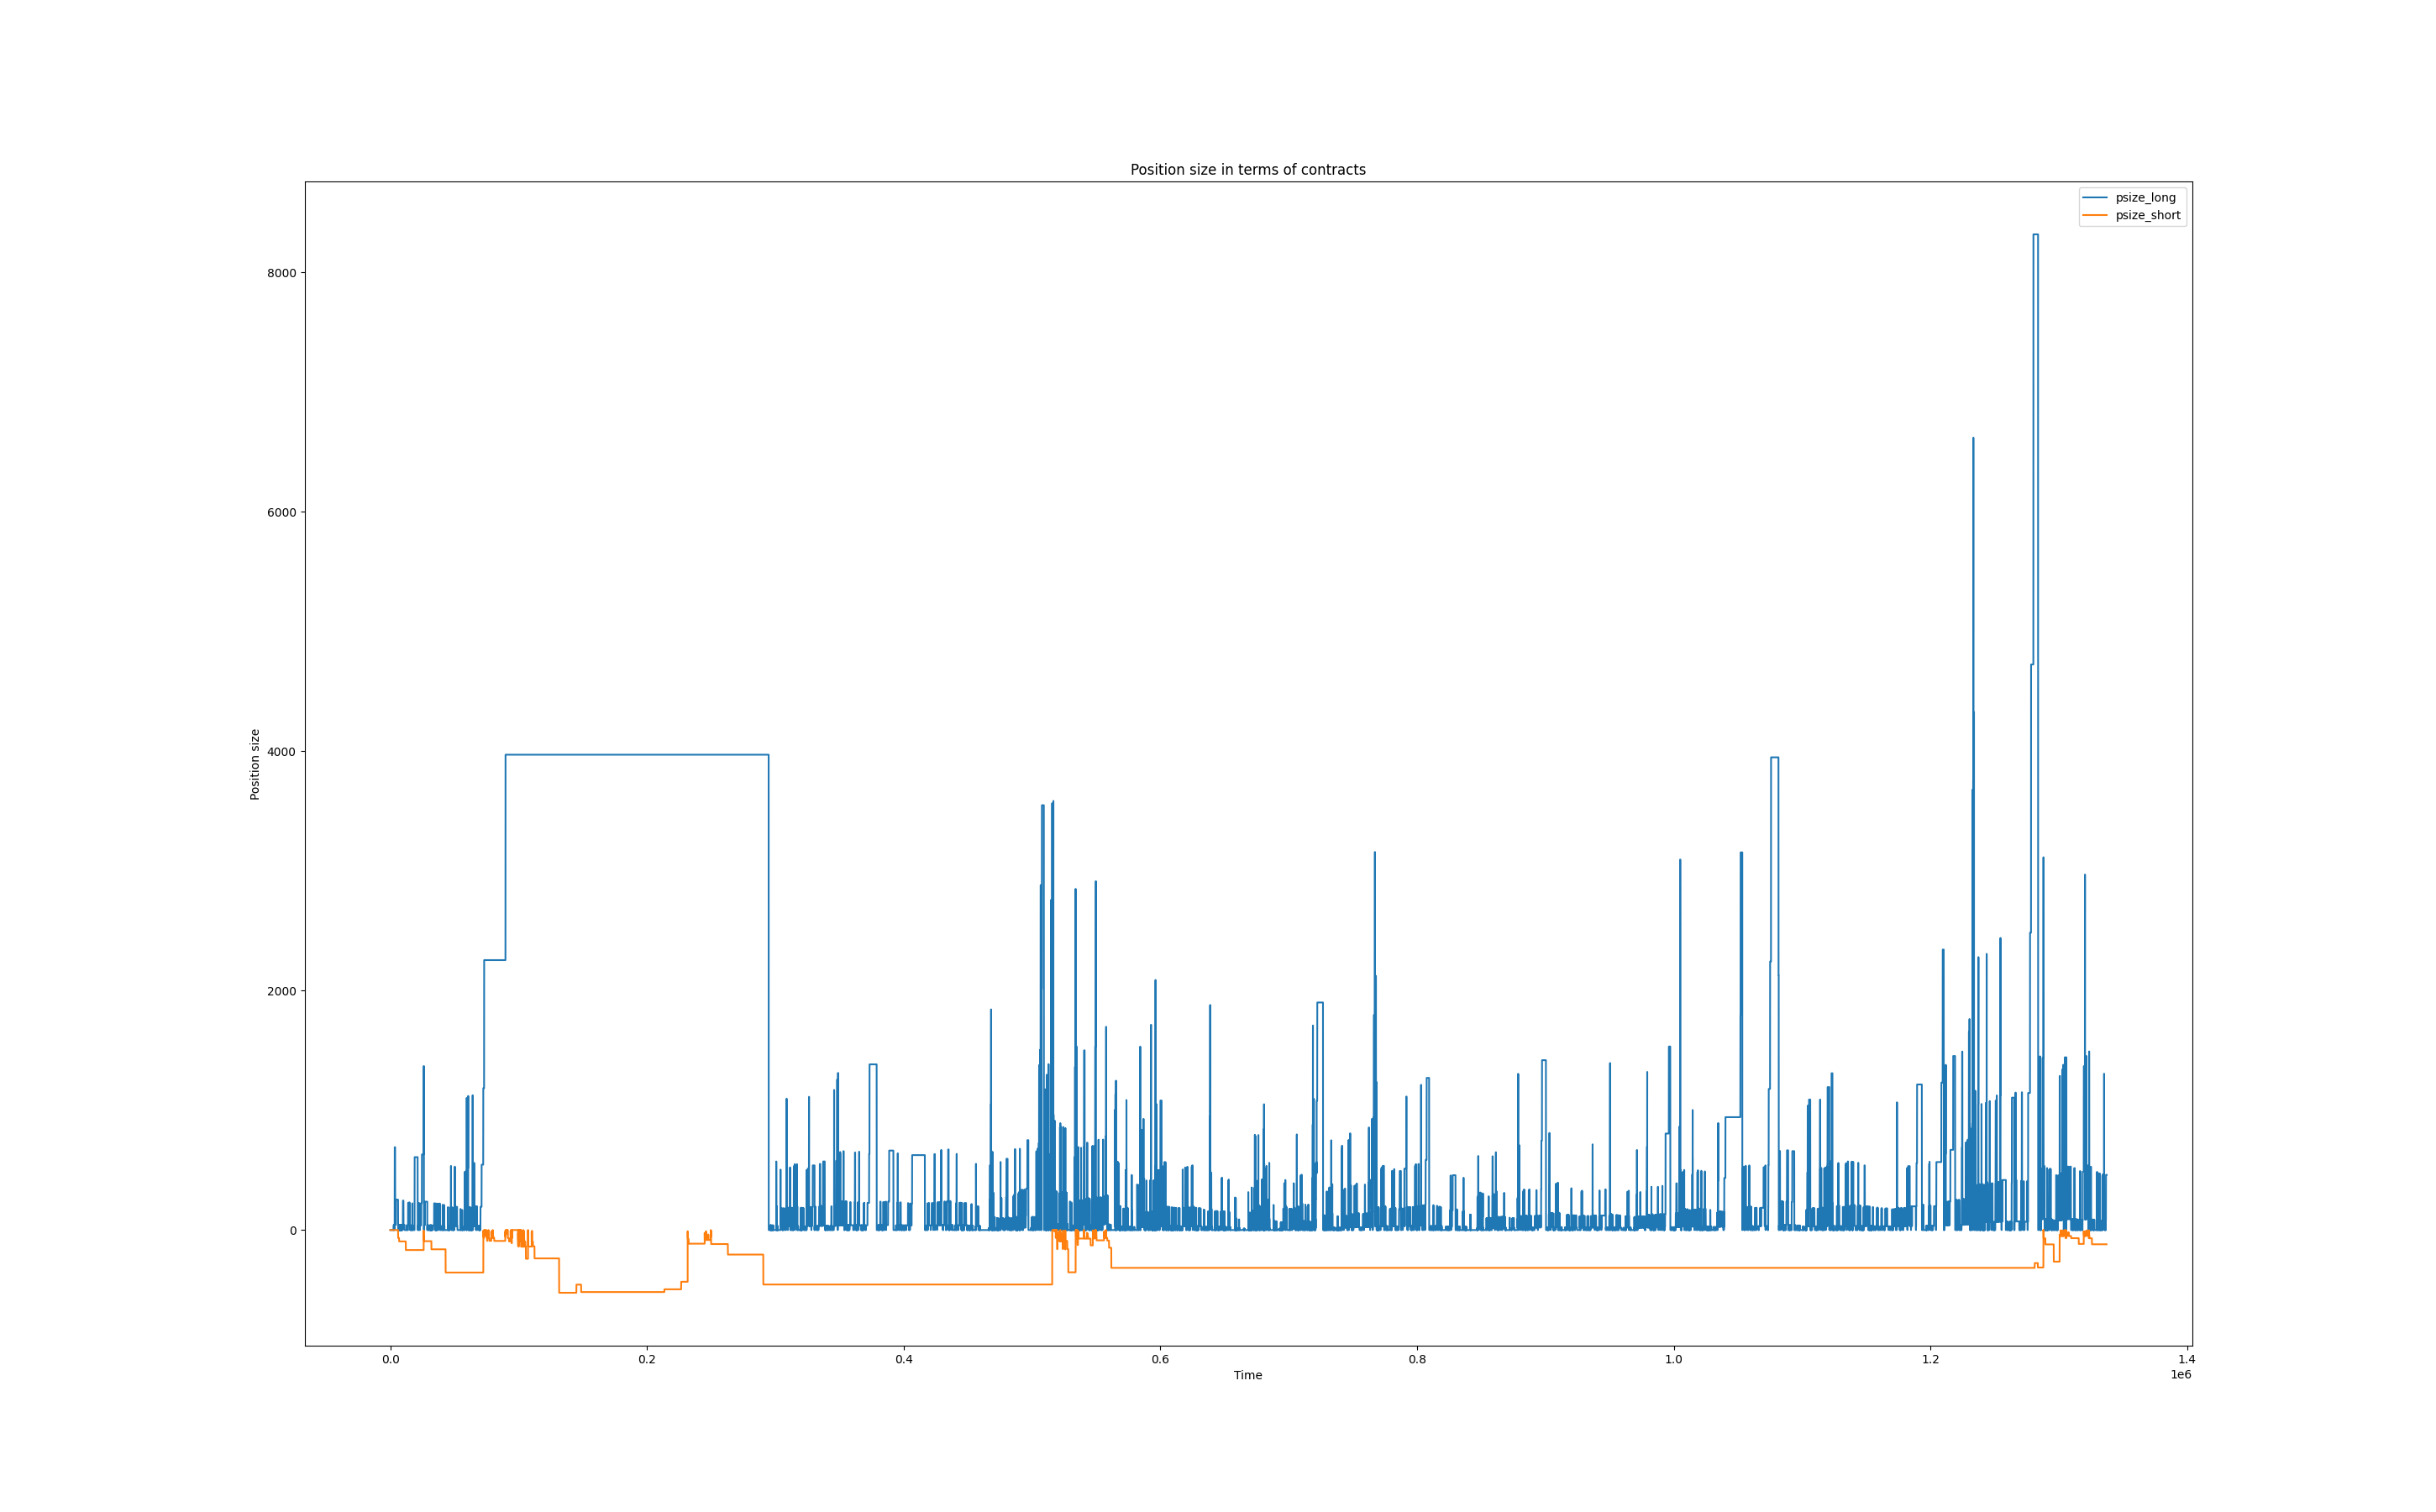 Position size in terms of contracts
psize_long
psize_short
Position size
8000
6000
4000
2000
0
0.0
0.2
0.4
0.6
0.8
1.0
1.2
1.4
Time
1e6